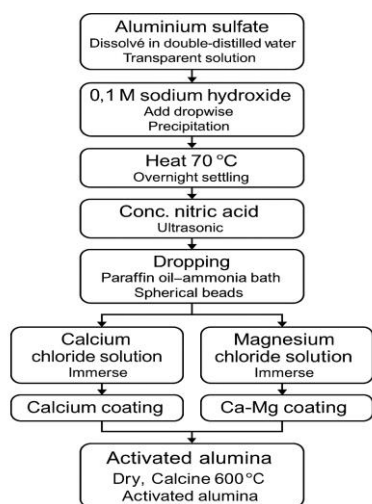 Aluminium sulfate
Dissolvé in double-distilled water
Transparent solution
0,1 M sodium hydroxide
Add dropwise
Precipitation
Heat 70 °C
Overnight settling
Conc. nitric acid
Ultrasonic
Dropping
Paraffin oil–ammonia bath
Spherical beads
Calcium
chloride solution
Immerse
Magnesium
chloride solution
Immerse
Calcium coating
Ca-Mg coating
Activated alumina
Dry, Calcine 600°C
Activated alumina